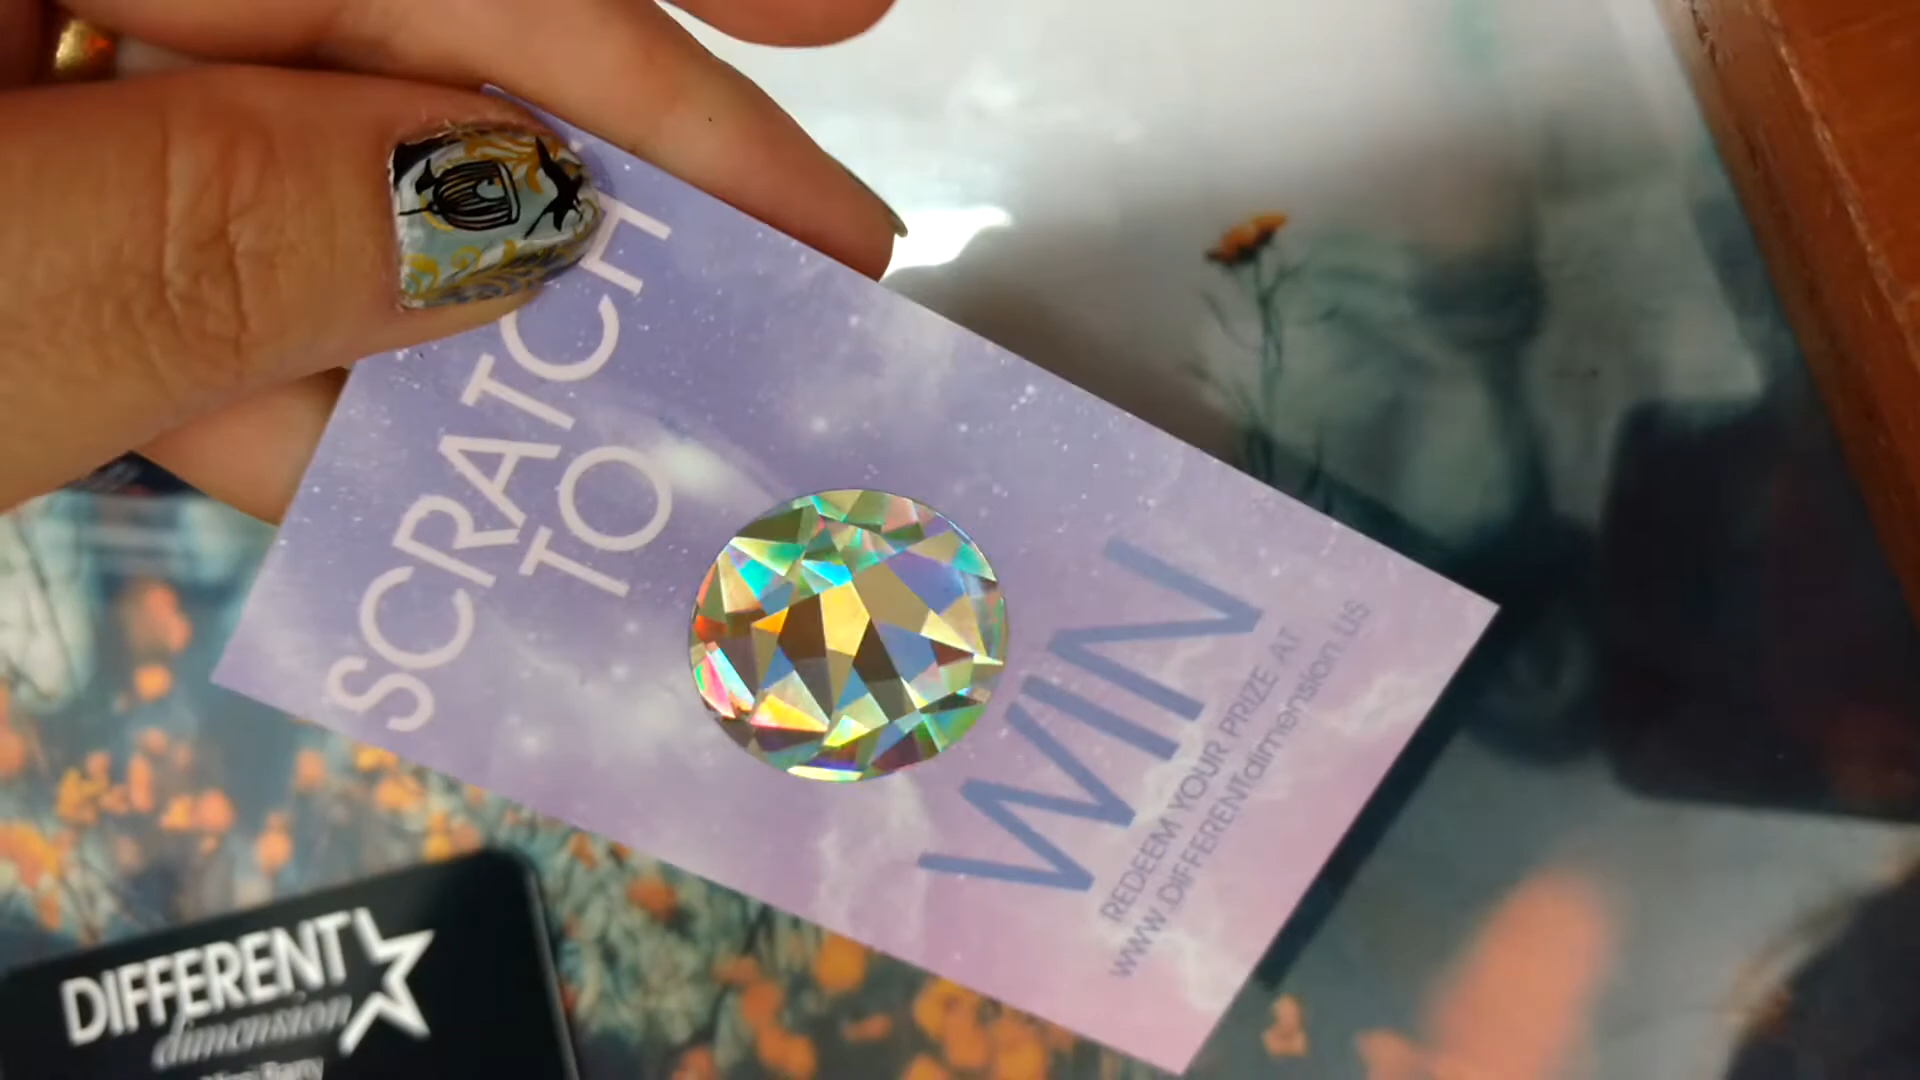 SCRATCH
TO
WIN
REDEEM YOUR PRIZE AT
WWW.DIFFERENTdimension.US
DIFFERENT
dimension